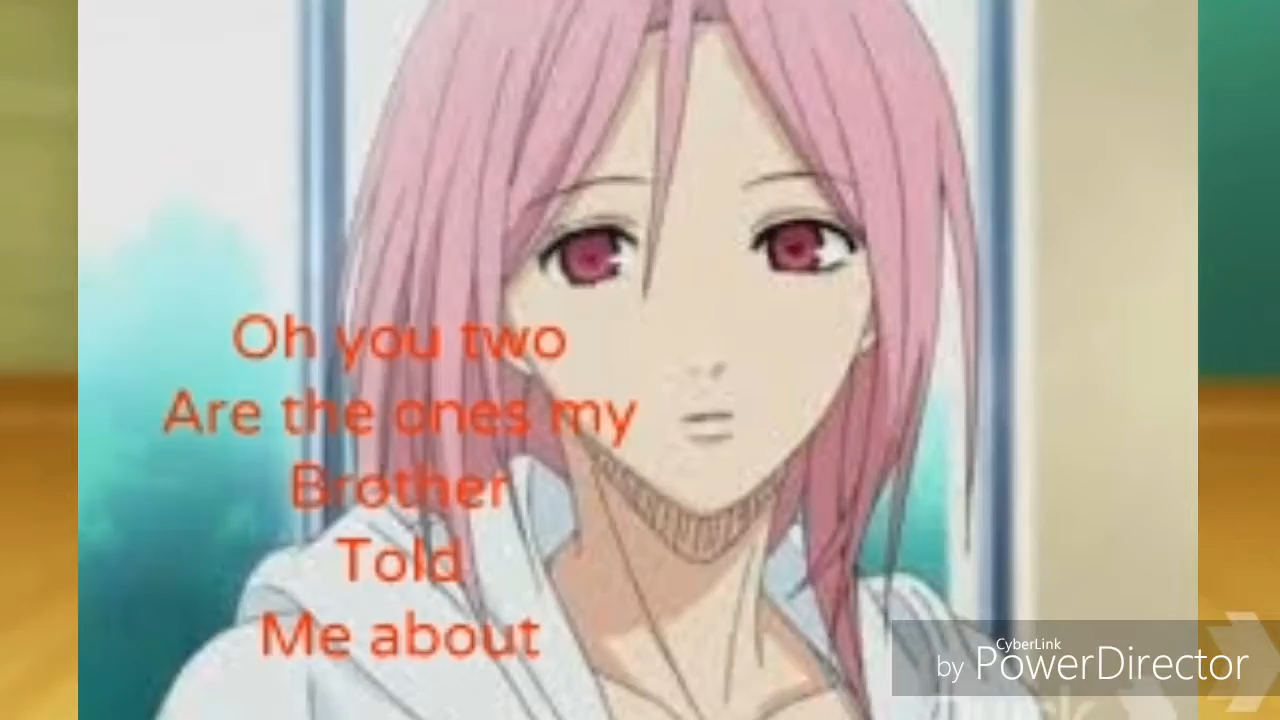 Oh you two
Are the ones my
Brother
Told
Me about
CyberLink
by PowerDirector